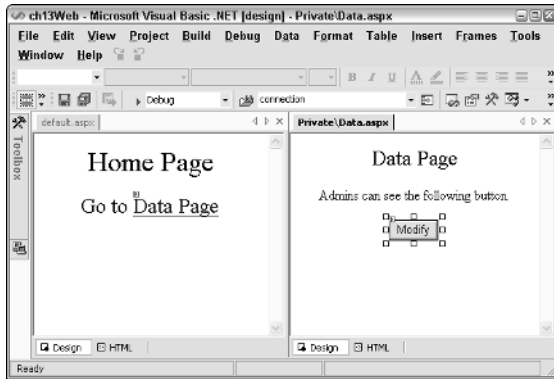 ch13Web - Microsoft Visual Basic .NET [design] - Private\Data.aspx
File Edit View Project Build Debug Data Format Table Insert Frames Tools
Window Help
B I U
Debug connection
Toolbox
default.aspx
Home Page
Go to Data Page
Design HTML
Private\Data.aspx
Data Page
Admins can see the following button
Modify
Design HTML
Ready